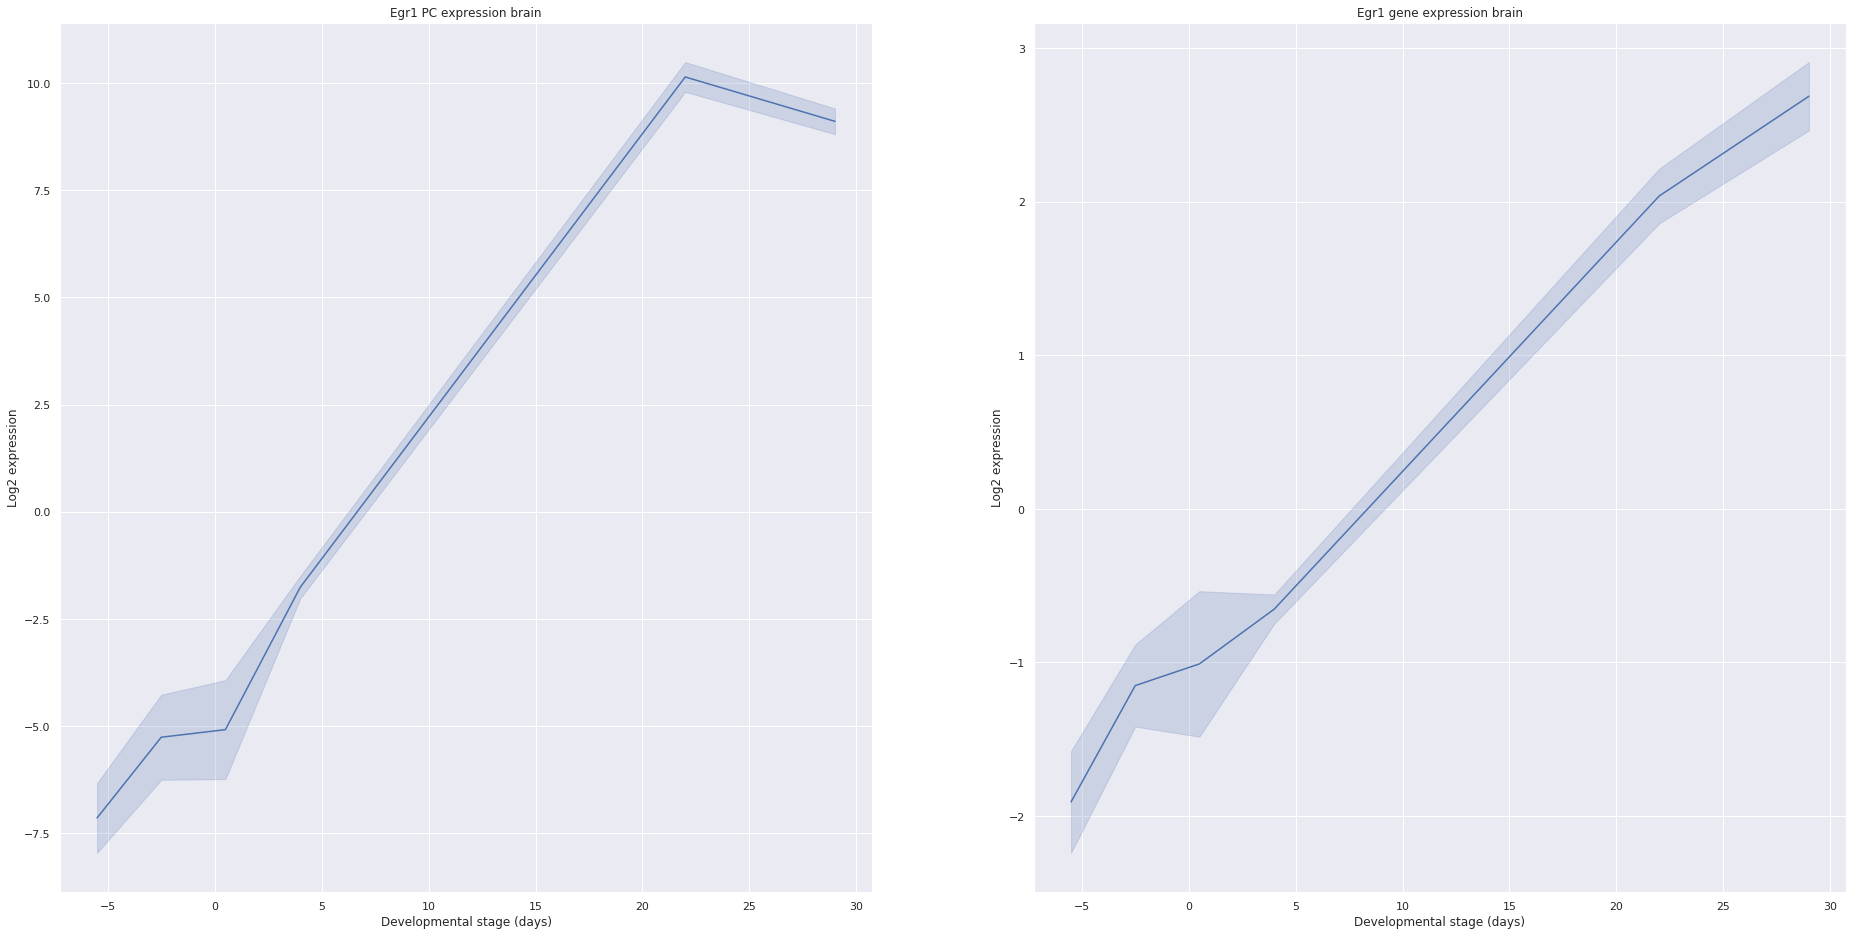 Egr1 PC expression brain
10.0
7.5
5.0
2.5
0.0
−2.5
−5.0
−7.5
Log2 expression
−5 0 5 10 15 20 25 30
Developmental stage (days)
Egr1 gene expression brain
3
2
1
0
−1
−2
Log2 expression
−5 0 5 10 15 20 25 30
Developmental stage (days)